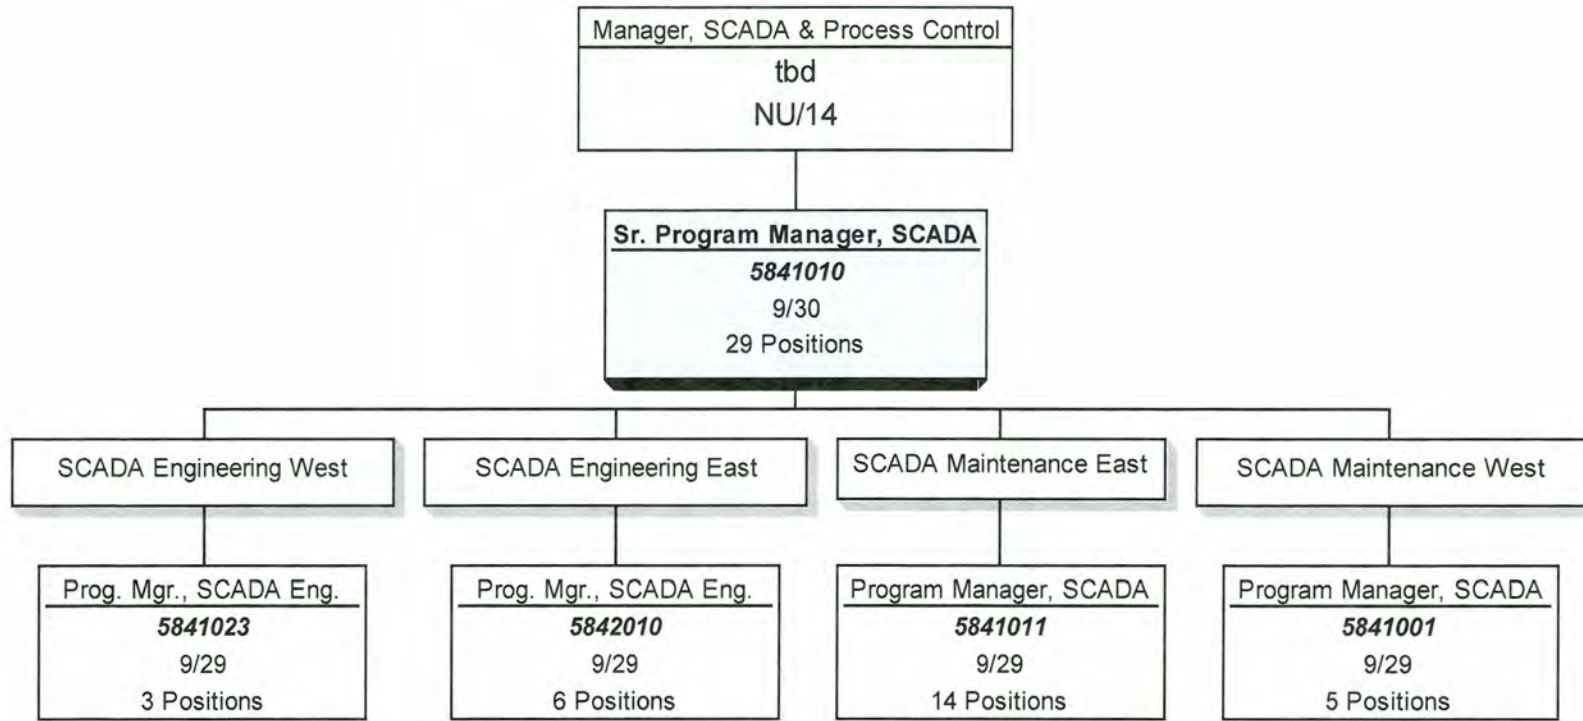 Manager, SCADA & Process Control
tbd
NU/14
Sr. Program Manager, SCADA
5841010
9/30
29 Positions
SCADA Engineering West
SCADA Engineering East
SCADA Maintenance East
SCADA Maintenance West
Prog. Mgr., SCADA Eng.
5841023
9/29
3 Positions
Prog. Mgr., SCADA Eng.
5842010
9/29
6 Positions
Program Manager, SCADA
5841011
9/29
14 Positions
Program Manager, SCADA
5841001
9/29
5 Positions